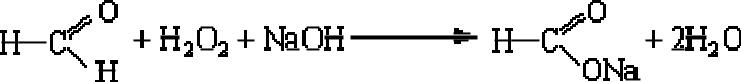 O
H—C + H₂O₂ + NaOH → H—C + 2H₂O
H
O
ONa